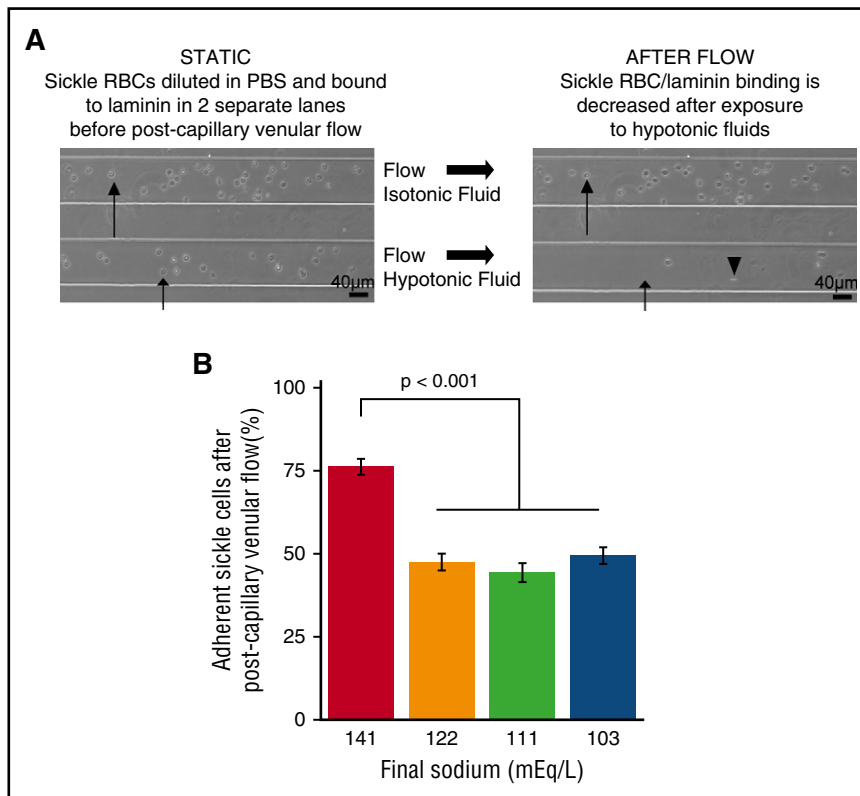 A
STATIC
Sickle RBCs diluted in PBS and bound
to laminin in 2 separate lanes
before post-capillary venular flow
AFTER FLOW
Sickle RBC/laminin binding is
decreased after exposure
to hypotonic fluids
Flow
Isotonic Fluid
Flow
Hypotonic Fluid
40μm
40μm
B
p < 0.001
Adherent sickle cells after
post-capillary venular flow(%)
100
75
50
25
0
141 122 111 103
Final sodium (mEq/L)